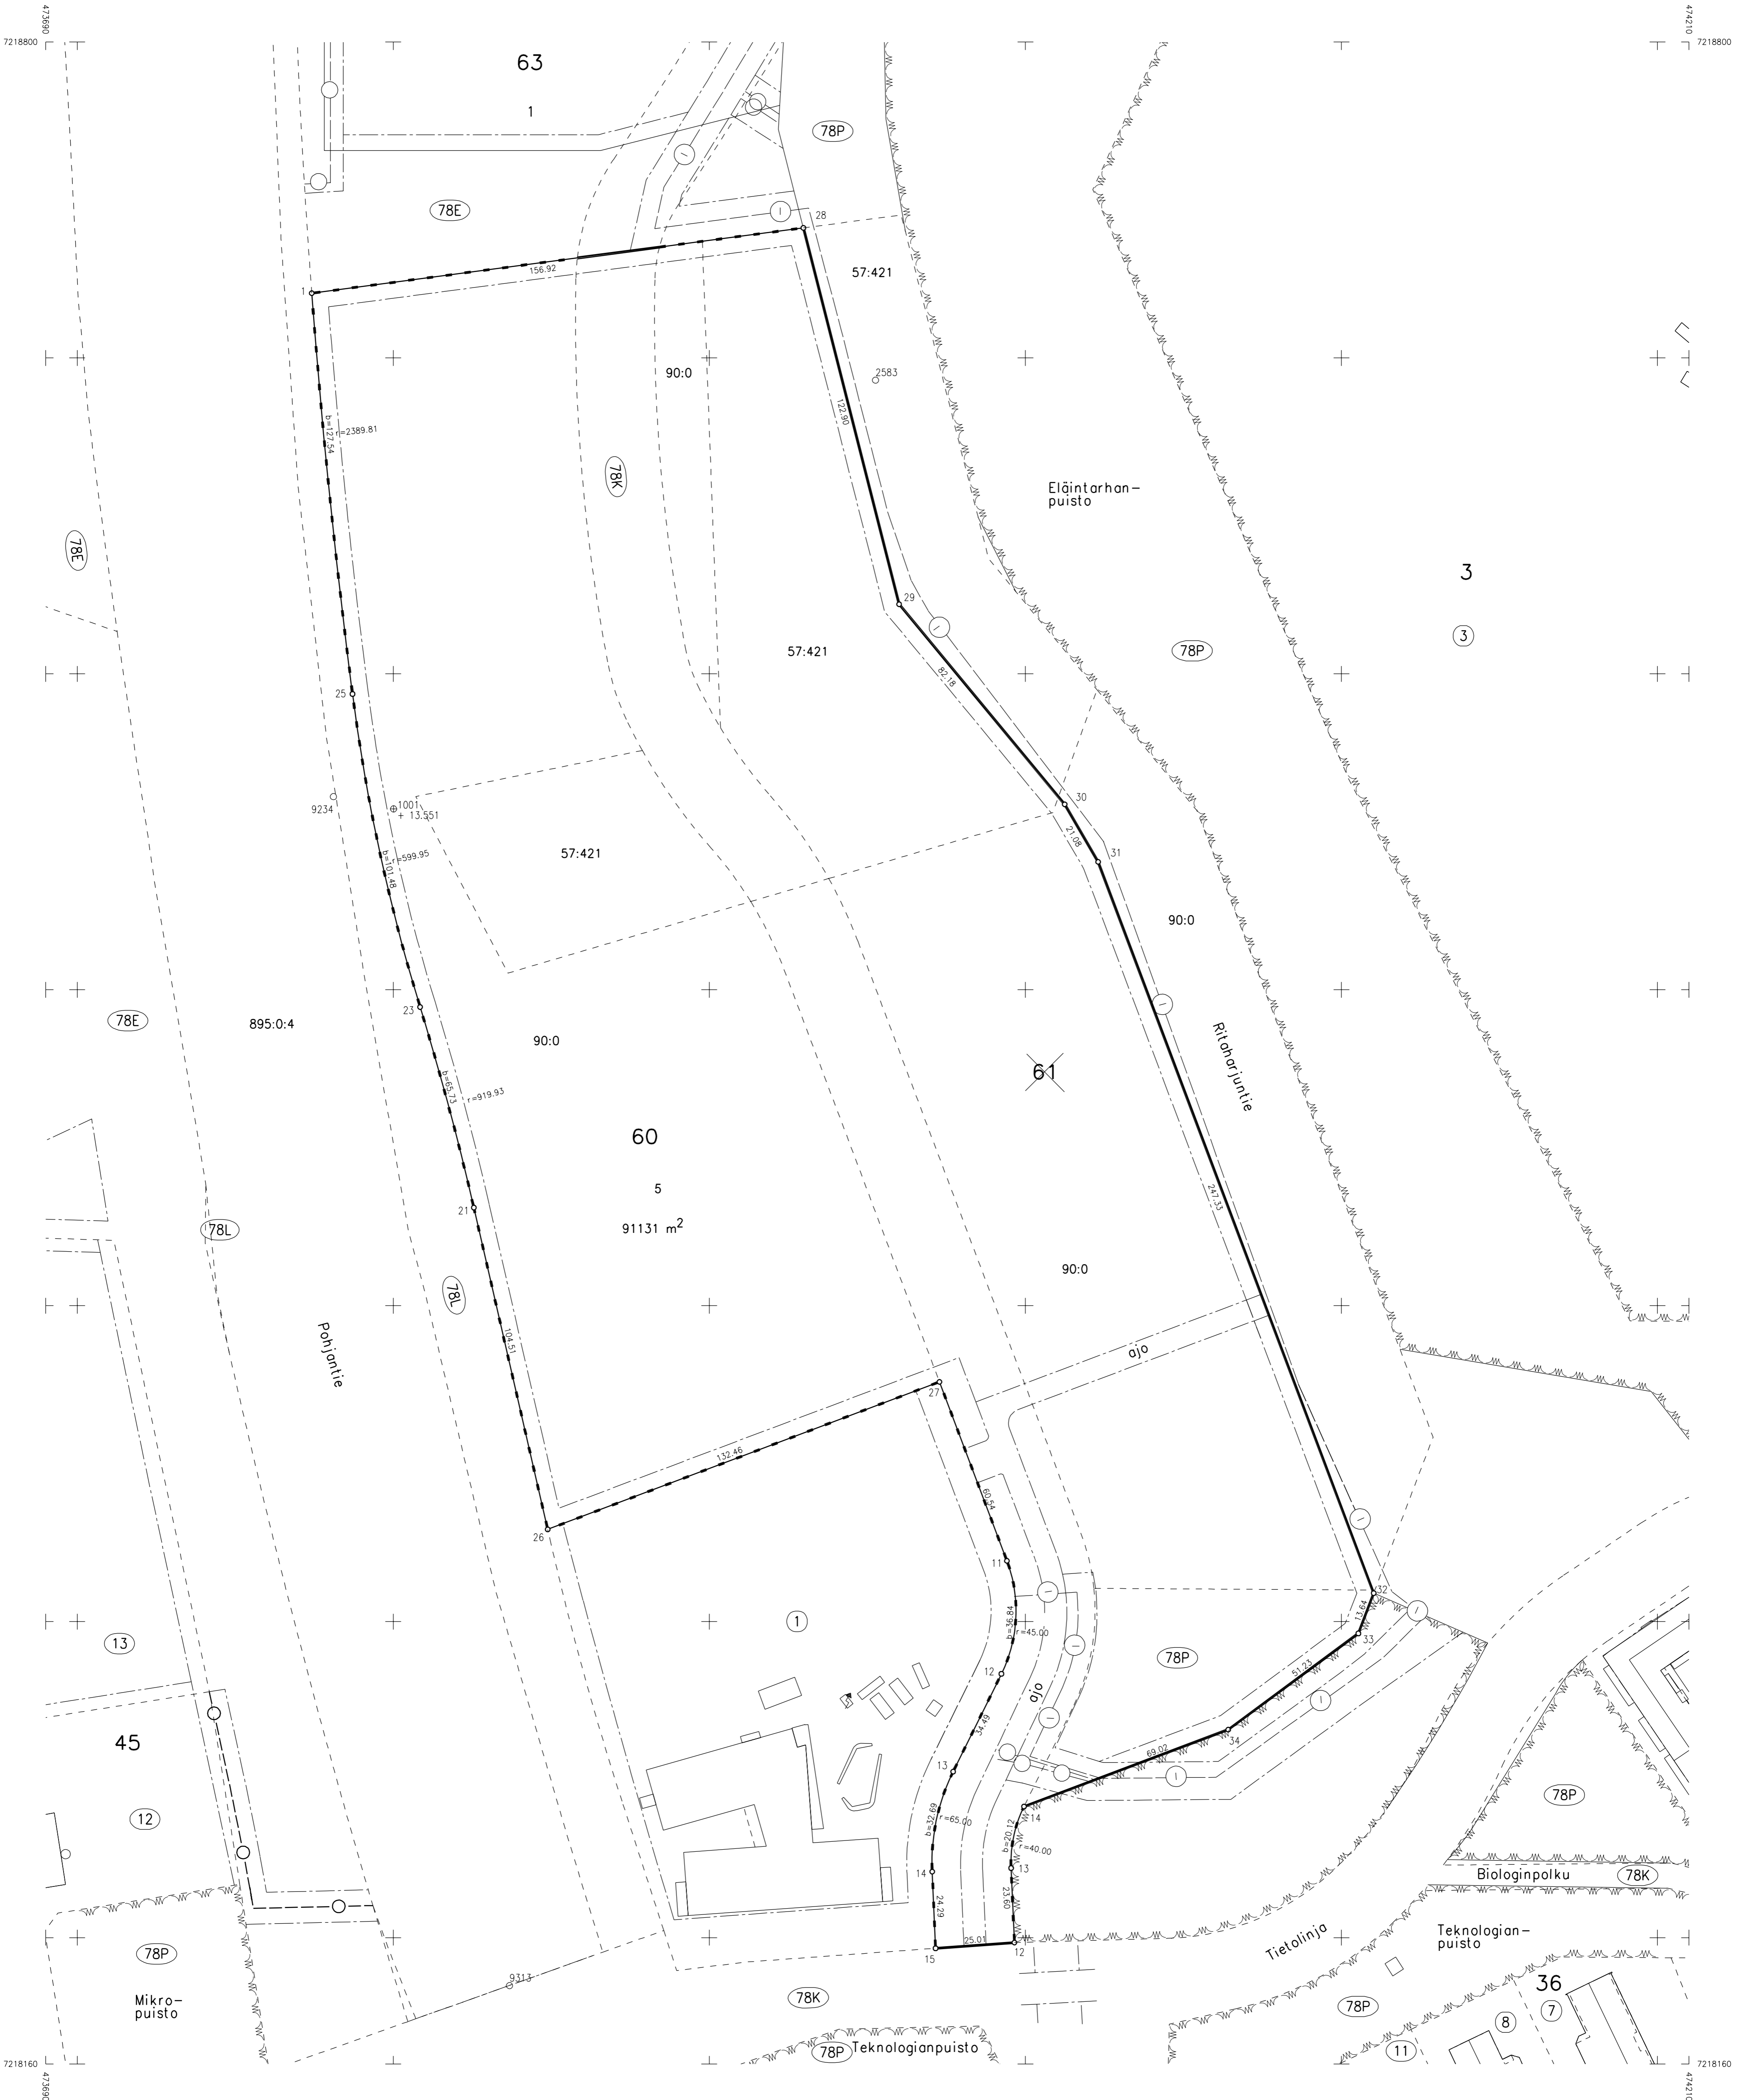 473690
474210
7218800
7218800
63
1
78P
78E
28
57:421
156.92
1
90:0
2583
122.90
b=127.54
r=2389.81
78K
Eläintarhan-
puisto
78E
3
29
3
57:421
78P
82.18
25
30
1001
+ 13.551
9234
21.08
31
57:421
b=101.48
r=599.95
90:0
23
78E
895:0:4
90:0
61
Ritaharjuntie
b=65.73
r=919.93
60
5
247.33
21
91131 m2
78L
90:0
78L
104.51
Pohjantie
ajo
27
132.46
60.54
26
11
32
13.64
1
b=36.84
r=45.00
33
13
78P
12
51.23
ajo
34.49
34
45
69.02
13
78P
14
12
b=32.69
r=65.00
b=20.12
r=40.00
14
13
Biologinpolku
78K
24.29
23.60
Tietolinja
Teknologian-
puisto
25.01
15
12
78P
9313
36
Mikro-
puisto
78K
78P
7
8
78P
Teknologianpuisto
11
7218160
7218160
473690
474210